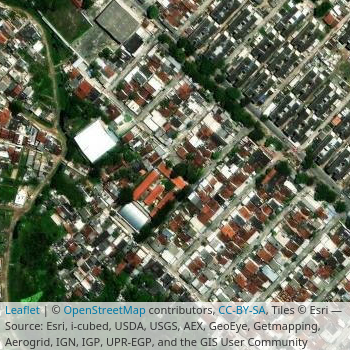 Leaflet | © OpenStreetMap contributors, CC-BY-SA, Tiles © Esri —
Source: Esri, i-cubed, USDA, USGS, AEX, GeoEye, Getmapping,
Aerogrid, IGN, IGP, UPR-EGP, and the GIS User Community